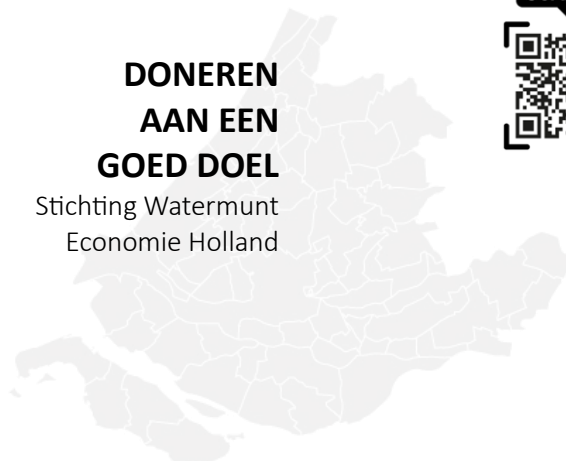 DONEREN
AAN EEN
GOED DOEL
Stichting Watermunt
Economie Holland